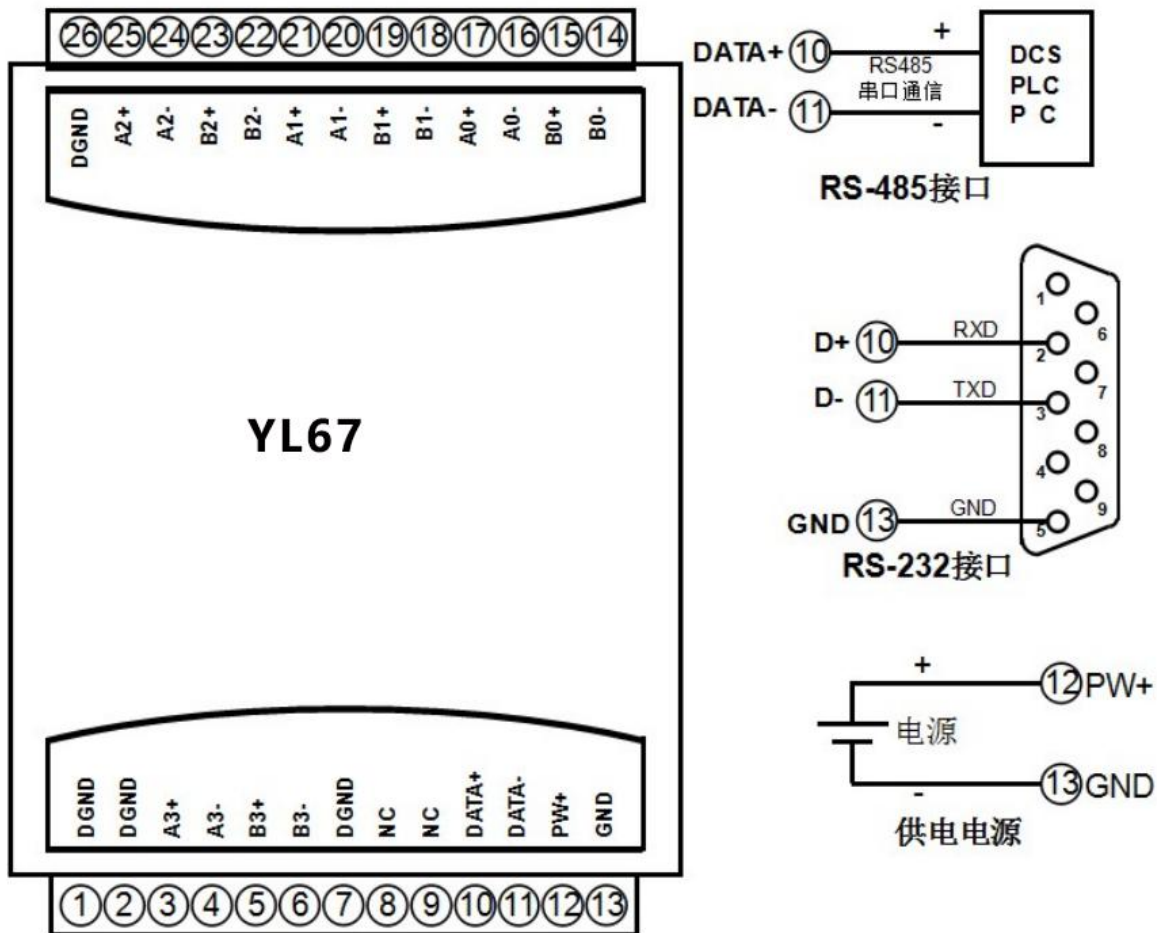 26 25 24 23 22 21 20 19 18 17 16 15 14
DGND A2+ A2- B2+ B2- A1+ A1- B1+ B1- A0+ A0- B0+ B0-
YL67
DGND DGND A3+ A3- B3+ B3- DGND NC NC DATA+ DATA- PW+ GND
1 2 3 4 5 6 7 8 9 10 11 12 13
DATA+ 10 +
RS485
串口通信
DATA- 11 -
DCS
PLC
P C
RS-485接口
1
6
D+ 10 RXD 2
7
D- 11 TXD 3
8
4
9
GND 13 GND 5
RS-232接口
+ 12 PW+
电源
- 13 GND
供电电源